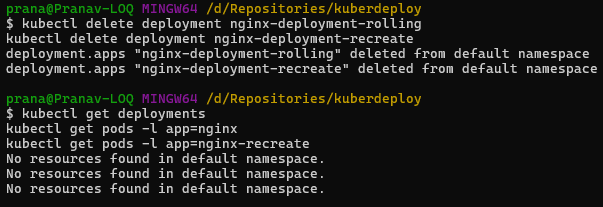 prana@Pranav-LOQ MINGW64 /d/Repositories/kuberdeploy
$ kubectl delete deployment nginx-deployment-rolling
kubectl delete deployment nginx-deployment-recreate
deployment.apps "nginx-deployment-rolling" deleted from default namespace
deployment.apps "nginx-deployment-recreate" deleted from default namespace
prana@Pranav-LOQ MINGW64 /d/Repositories/kuberdeploy
$ kubectl get deployments
kubectl get pods -l app=nginx
kubectl get pods -l app=nginx-recreate
No resources found in default namespace.
No resources found in default namespace.
No resources found in default namespace.